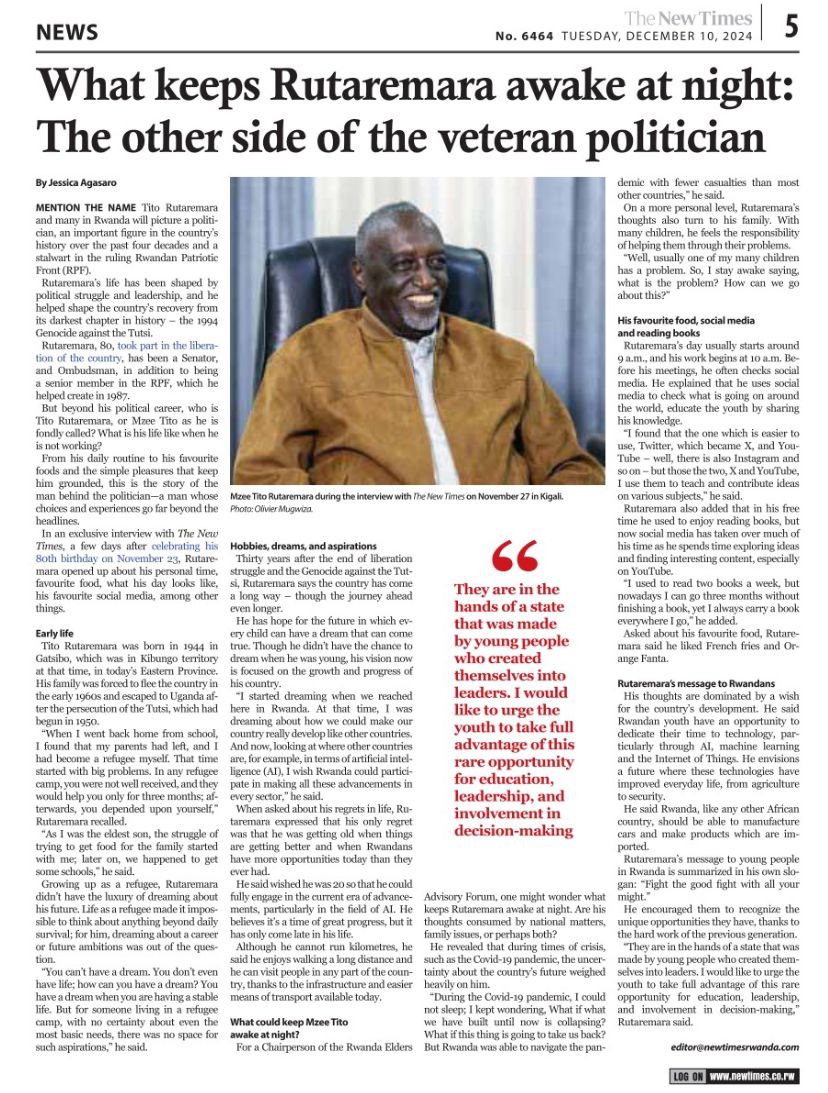 NEWS
The New Times
No. 6464 TUESDAY, DECEMBER 10, 2024
5
What keeps Rutaremara awake at night:
The other side of the veteran politician
By Jessica Agasaro
MENTION THE NAME Tito Rutaremara
and many in Rwanda will picture a politi-
cian, an important figure in the country's
history over the past four decades and a
stalwart in the ruling Rwandan Patriotic
Front (RPF).
Rutaremara's life has been shaped by
political struggle and leadership, and he
helped shape the country's recovery from
its darkest chapter in history – the 1994
Genocide against the Tutsi.
Rutaremara, 80, took part in the libera-
tion of the country, has been a Senator,
and Ombudsman, in addition to being
a senior member in the RPF, which he
helped create in 1987.
But beyond his political career, who is
Tito Rutaremara, or Mzee Tito as he is
fondly called? What is his life like when he
is not working?
From his daily routine to his favourite
foods and the simple pleasures that keep
him grounded, this is the story of the
man behind the politician—a man whose
choices and experiences go far beyond the
headlines.
In an exclusive interview with The New
Times, a few days after celebrating his
80th birthday on November 23, Rutare-
mara opened up about his personal time,
favourite food, what his day looks like,
his favourite social media, among other
things.
Early life
Tito Rutaremara was born in 1944 in
Gatsibo, which was in Kibungo territory
at that time, in today's Eastern Province.
His family was forced to flee the country in
the early 1960s and escaped to Uganda af-
ter the persecution of the Tutsi, which had
begun in 1950.
"When I went back home from school,
I found that my parents had left, and I
had become a refugee myself. That time
started with big problems. In any refugee
camp, you were not well received, and they
would help you only for three months; af-
terwards, you depended upon yourself,"
Rutaremara recalled.
"As I was the eldest son, the struggle of
trying to get food for the family started
with me; later on, we happened to get
some schools," he said.
Growing up as a refugee, Rutaremara
didn't have the luxury of dreaming about
his future. Life as a refugee made it impos-
sible to think about anything beyond daily
survival; for him, dreaming about a career
or future ambitions was out of the ques-
tion.
"You can't have a dream. You don't even
have life; how can you have a dream? You
have a dream when you are having a stable
life. But for someone living in a refugee
camp, with no certainty about even the
most basic needs, there was no space for
such aspirations," he said.
Mzee Tito Rutaremara during the interview with The New Times on November 27 in Kigali.
Photo: Olivier Mugwiza.
Hobbies, dreams, and aspirations
Thirty years after the end of liberation
struggle and the Genocide against the Tut-
si, Rutaremara says the country has come
a long way – though the journey ahead
even longer.
He has hope for the future in which ev-
ery child can have a dream that can come
true. Though he didn't have the chance to
dream when he was young, his vision now
is focused on the growth and progress of
his country.
"I started dreaming when we reached
here in Rwanda. At that time, I was
dreaming about how we could make our
country really develop like other countries.
And now, looking at where other countries
are, for example, in terms of artificial intel-
ligence (AI), I wish Rwanda could partici-
pate in making all these advancements in
every sector," he said.
When asked about his regrets in life, Ru-
taremara expressed that his only regret
was that he was getting old when things
are getting better and when Rwandans
have more opportunities today than they
ever had.
He said wished he was 20 so that he could
fully engage in the current era of advance-
ments, particularly in the field of AI. He
believes it's a time of great progress, but it
has only come late in his life.
Although he cannot run kilometres, he
said he enjoys walking a long distance and
he can visit people in any part of the coun-
try, thanks to the infrastructure and easier
means of transport available today.
What could keep Mzee Tito
awake at night?
For a Chairperson of the Rwanda Elders
“
They are in the
hands of a state
that was made
by young people
who created
themselves into
leaders. I would
like to urge the
youth to take full
advantage of this
rare opportunity
for education,
leadership, and
involvement in
decision-making
Advisory Forum, one might wonder what
keeps Rutaremara awake at night. Are his
thoughts consumed by national matters,
family issues, or perhaps both?
He revealed that during times of crisis,
such as the Covid-19 pandemic, the uncer-
tainty about the country's future weighed
heavily on him.
"During the Covid-19 pandemic, I could
not sleep; I kept wondering, What if what
we have built until now is collapsing?
What if this thing is going to take us back?
But Rwanda was able to navigate the pan-
demic with fewer casualties than most
other countries," he said.
On a more personal level, Rutaremara's
thoughts also turn to his family. With
many children, he feels the responsibility
of helping them through their problems.
"Well, usually one of my many children
has a problem. So, I stay awake saying,
what is the problem? How can we go
about this?"
His favourite food, social media
and reading books
Rutaremara's day usually starts around
9 a.m., and his work begins at 10 a.m. Be-
fore his meetings, he often checks social
media. He explained that he uses social
media to check what is going on around
the world, educate the youth by sharing
his knowledge.
"I found that the one which is easier to
use, Twitter, which became X, and You-
Tube – well, there is also Instagram and
so on – but those the two, X and YouTube,
I use them to teach and contribute ideas
on various subjects," he said.
Rutaremara also added that in his free
time he used to enjoy reading books, but
now social media has taken over much of
his time as he spends time exploring ideas
and finding interesting content, especially
on YouTube.
"I used to read two books a week, but
nowadays I can go three months without
finishing a book, yet I always carry a book
everywhere I go," he added.
Asked about his favourite food, Rutare-
mara said he liked French fries and Or-
ange Fanta.
Rutaremara's message to Rwandans
His thoughts are dominated by a wish
for the country's development. He said
Rwandan youth have an opportunity to
dedicate their time to technology, par-
ticularly through AI, machine learning
and the Internet of Things. He envisions
a future where these technologies have
improved everyday life, from agriculture
to security.
He said Rwanda, like any other African
country, should be able to manufacture
cars and make products which are im-
ported.
Rutaremara's message to young people
in Rwanda is summarized in his own slo-
gan: "Fight the good fight with all your
might."
He encouraged them to recognize the
unique opportunities they have, thanks to
the hard work of the previous generation.
"They are in the hands of a state that was
made by young people who created them-
selves into leaders. I would like to urge the
youth to take full advantage of this rare
opportunity for education, leadership,
and involvement in decision-making,"
Rutaremara said.
editor@newtimesrwanda.com
LOG ON www.newtimes.co.rw